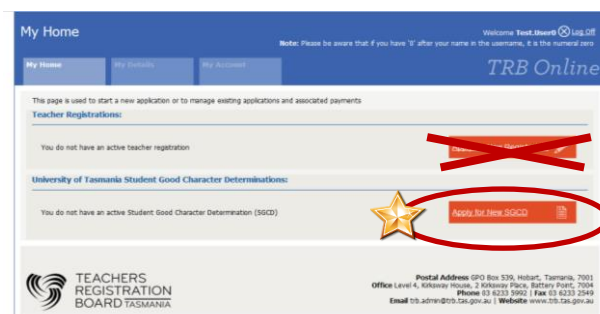 My Home
Welcome Test.User0 Log Off
Note: Please be aware that if you have '0' after your name in the username, it is the numeral zero
My Home My Details My Account
TRB Online
This page is used to start a new application or to manage existing applications and associated payments
Teacher Registrations:
You do not have an active teacher registration
University of Tasmania Student Good Character Determinations:
You do not have an active Student Good Character Determination (SGCD)
Apply for New SGCD
TEACHERS
REGISTRATION
BOARD TASMANIA
Postal Address GPO Box 539, Hobart, Tasmania, 7001
Office Level 4, Kirksway House, 2 Kirksway Place, Battery Point, 7004
Phone 03 6233 5992 | Fax 03 6233 2549
Email trb.admin@trb.tas.gov.au | Website www.trb.tas.gov.au